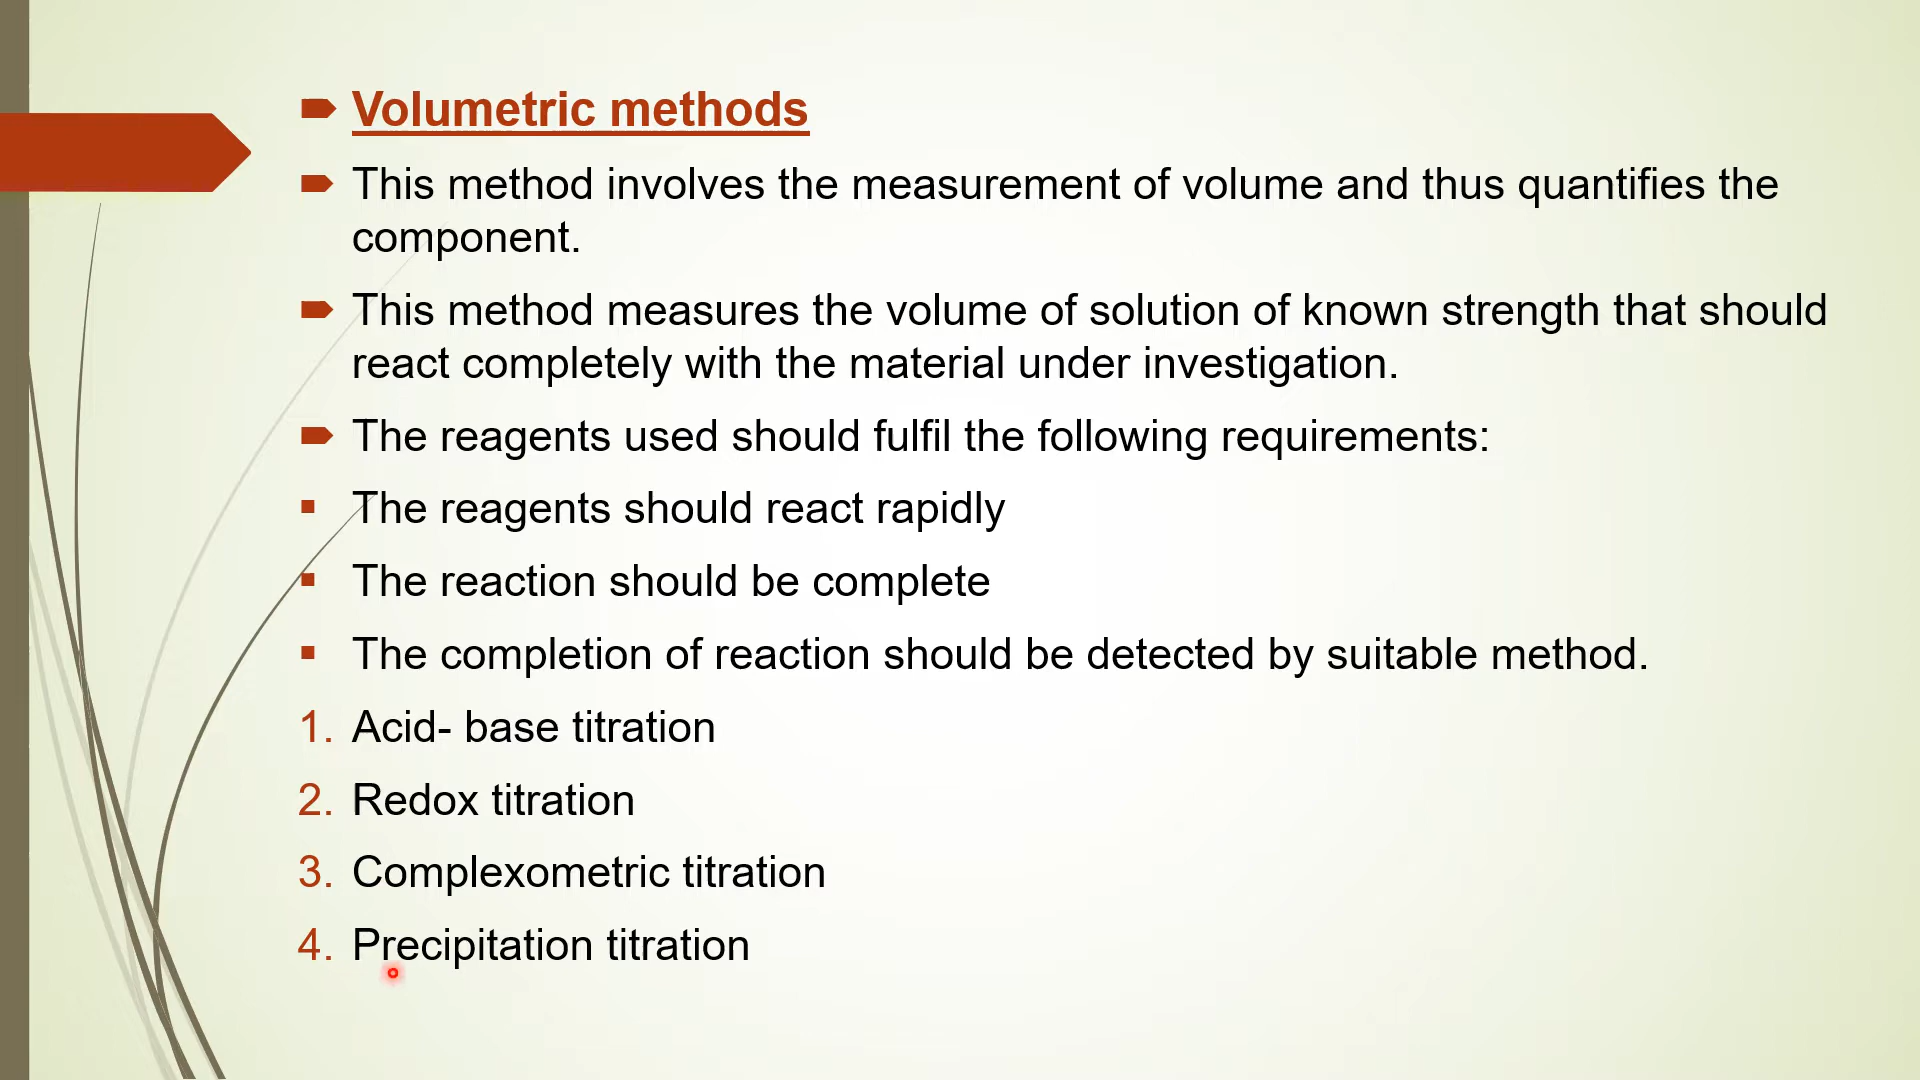 Volumetric methods
This method involves the measurement of volume and thus quantifies the
component.
This method measures the volume of solution of known strength that should
react completely with the material under investigation.
The reagents used should fulfil the following requirements:
The reagents should react rapidly
The reaction should be complete
The completion of reaction should be detected by suitable method.
1. Acid- base titration
2. Redox titration
3. Complexometric titration
4. Precipitation titration